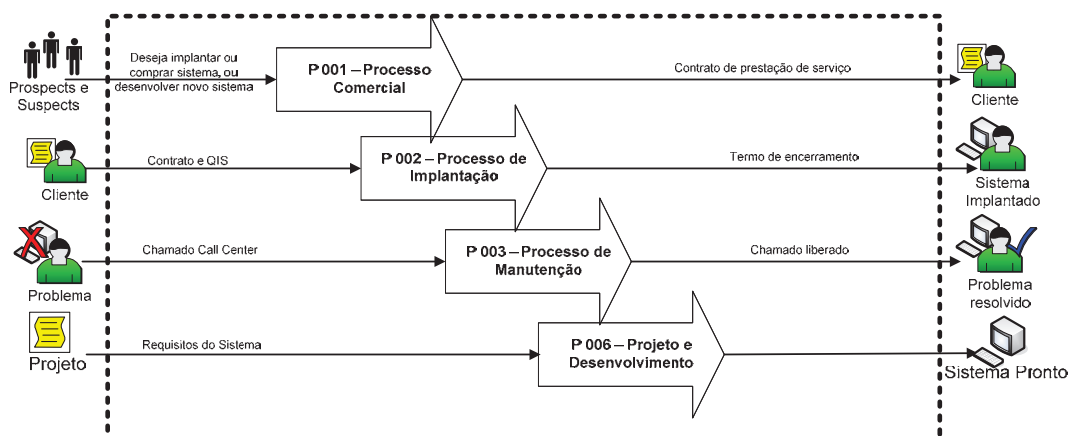 Deseja implantar ou
comprar sistema, ou
desenvolver novo sistema
Prospects e
Suspects
P 001 – Processo
Comercial
Contrato de prestação de serviço
Cliente
Contrato e QIS
Cliente
P 002 – Processo de
Implantação
Termo de encerramento
Sistema
Implantado
Chamado Call Center
Problema
P 003 – Processo de
Manutenção
Chamado liberado
Problema
resolvido
Requisitos do Sistema
Projeto
P 006 – Projeto e
Desenvolvimento
Sistema Pronto